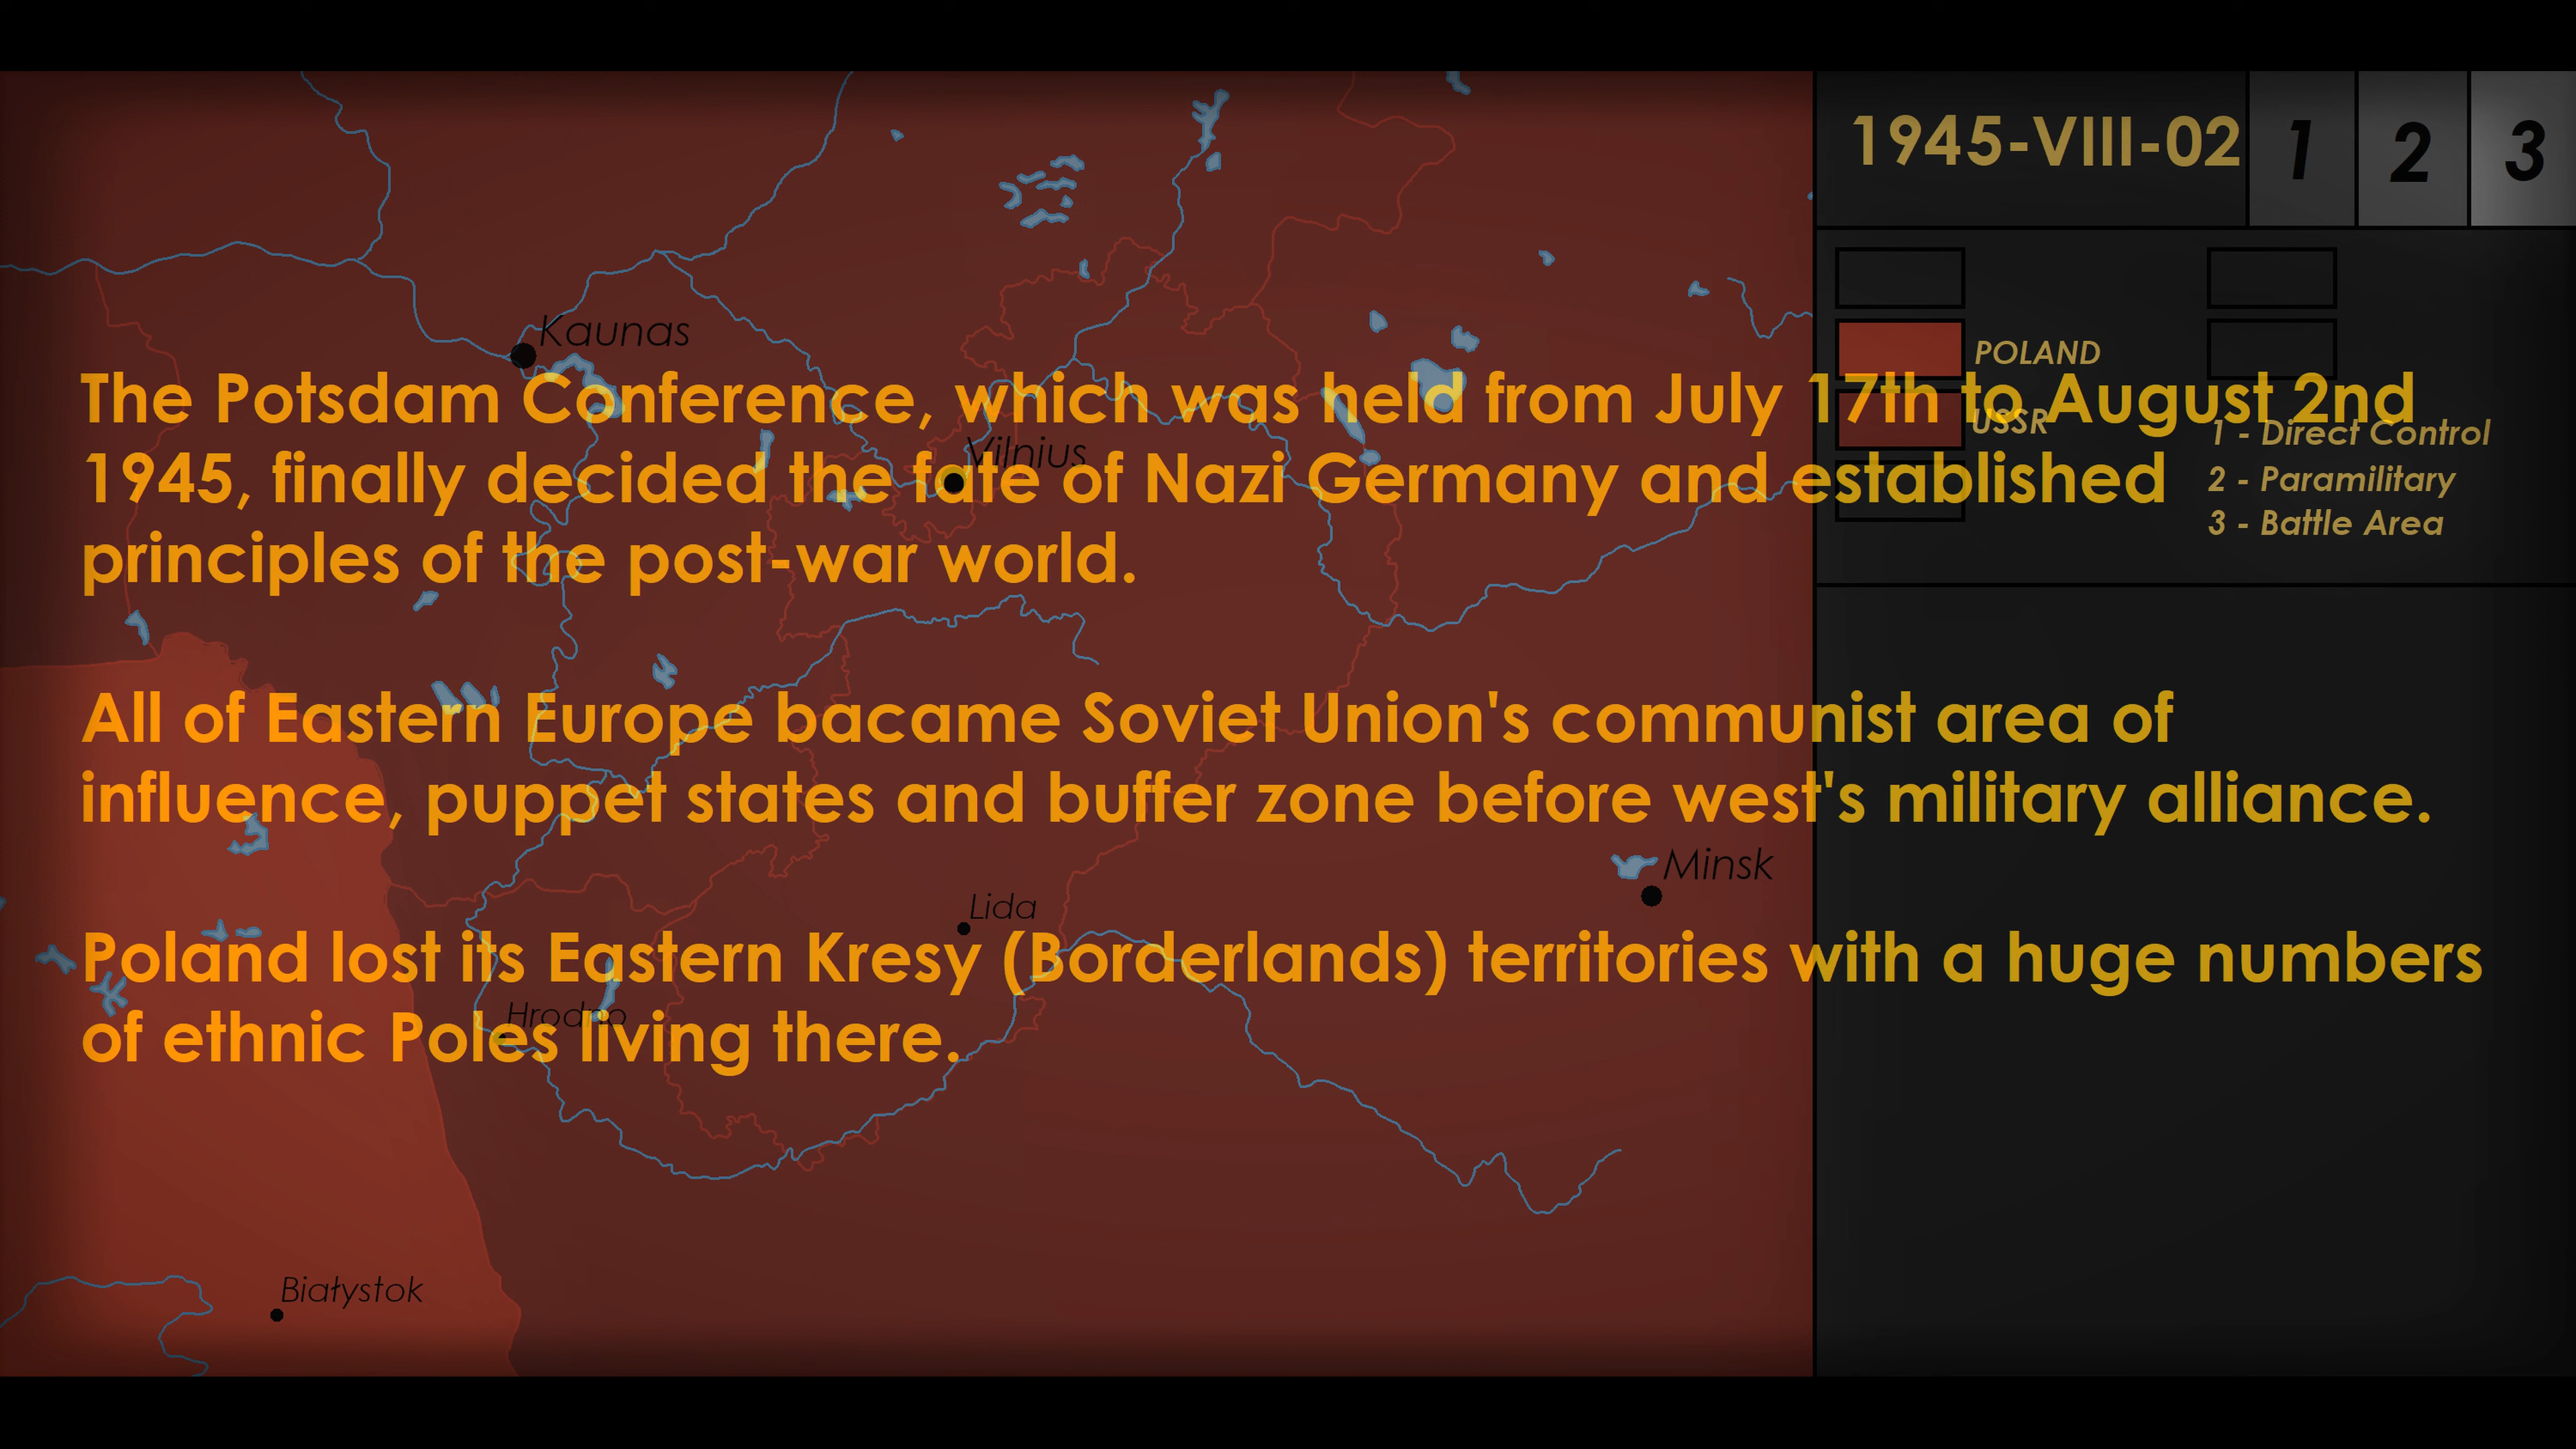 1945-VIII-02 1 2 3
POLAND
USSR
1 - Direct Control
2 - Paramilitary
3 - Battle Area
Kaunas
Vilnius
The Potsdam Conference, which was held from July 17th to August 2nd
1945, finally decided the fate of Nazi Germany and established
principles of the post-war world.
All of Eastern Europe bacame Soviet Union's communist area of
influence, puppet states and buffer zone before west's military alliance.
Minsk
Lida
Poland lost its Eastern Kresy (Borderlands) territories with a huge numbers
of ethnic Poles living there.
Hrodno
Białystok